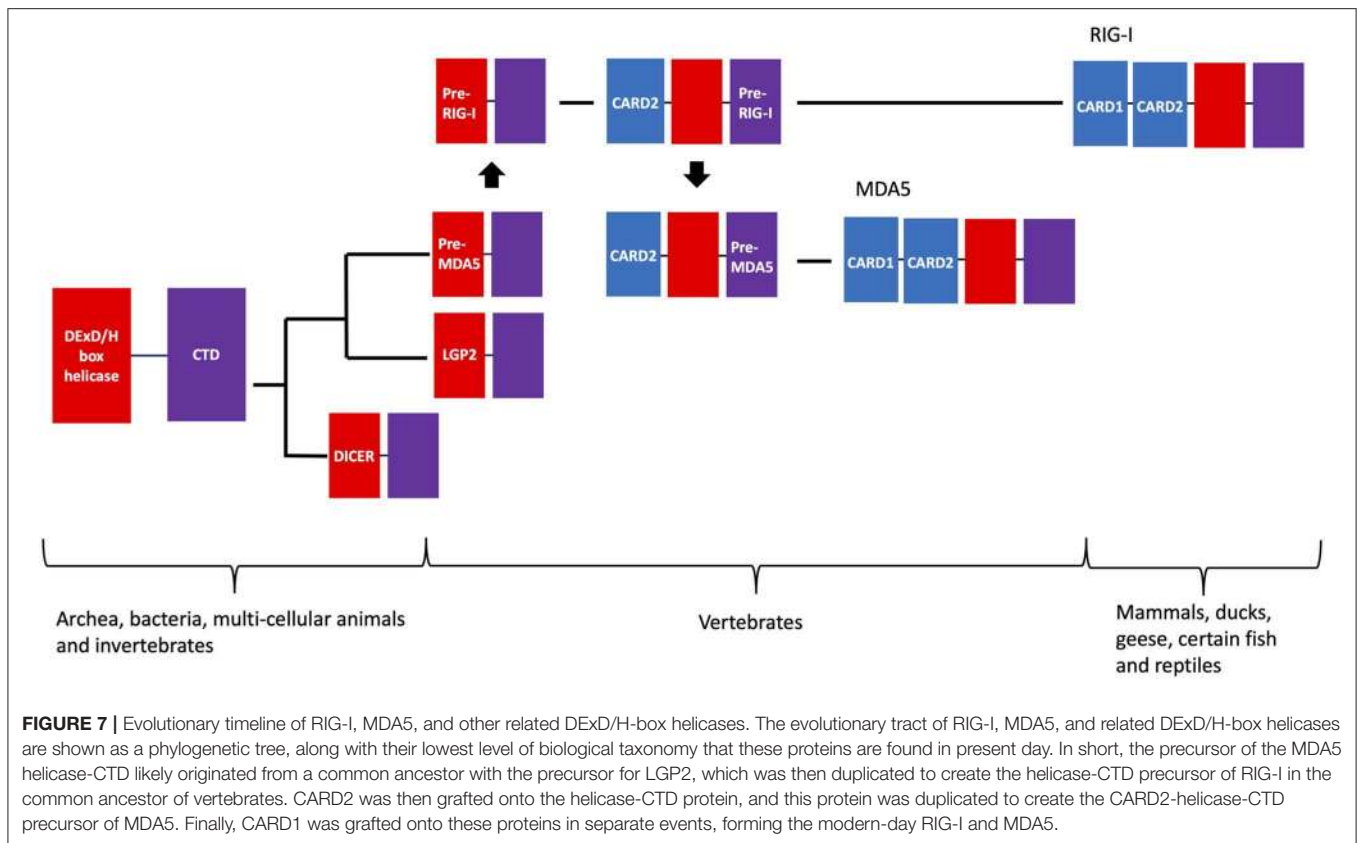 RIG-I
Pre-
RIG-I
CARD2
Pre-
RIG-I
CARD1
CARD2
MDA5
Pre-
MDA5
CARD2
Pre-
MDA5
CARD1
CARD2
DExD/H
box
helicase
CTD
LGP2
DICER
Archea, bacteria, multi-cellular animals
and invertebrates
Vertebrates
Mammals, ducks,
geese, certain fish
and reptiles
FIGURE 7 | Evolutionary timeline of RIG-I, MDA5, and other related DExD/H-box helicases. The evolutionary tract of RIG-I, MDA5, and related DExD/H-box helicases
are shown as a phylogenetic tree, along with their lowest level of biological taxonomy that these proteins are found in present day. In short, the precursor of the MDA5
helicase-CTD likely originated from a common ancestor with the precursor for LGP2, which was then duplicated to create the helicase-CTD precursor of RIG-I in the
common ancestor of vertebrates. CARD2 was then grafted onto the helicase-CTD protein, and this protein was duplicated to create the CARD2-helicase-CTD
precursor of MDA5. Finally, CARD1 was grafted onto these proteins in separate events, forming the modern-day RIG-I and MDA5.